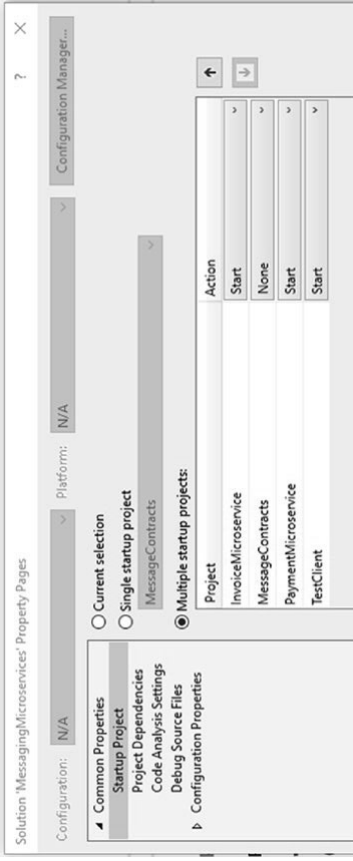 Solution 'MessagingMicroservices' Property Pages ? ×
Configuration: N/A Platform: N/A Configuration Manager...
Common Properties
Startup Project
Project Dependencies
Code Analysis Settings
Debug Source Files
Configuration Properties
Current selection
Single startup project
MessageContracts
Multiple startup projects:
Project Action
InvoiceMicroservice Start
MessageContracts None
PaymentMicroservice Start
TestClient Start